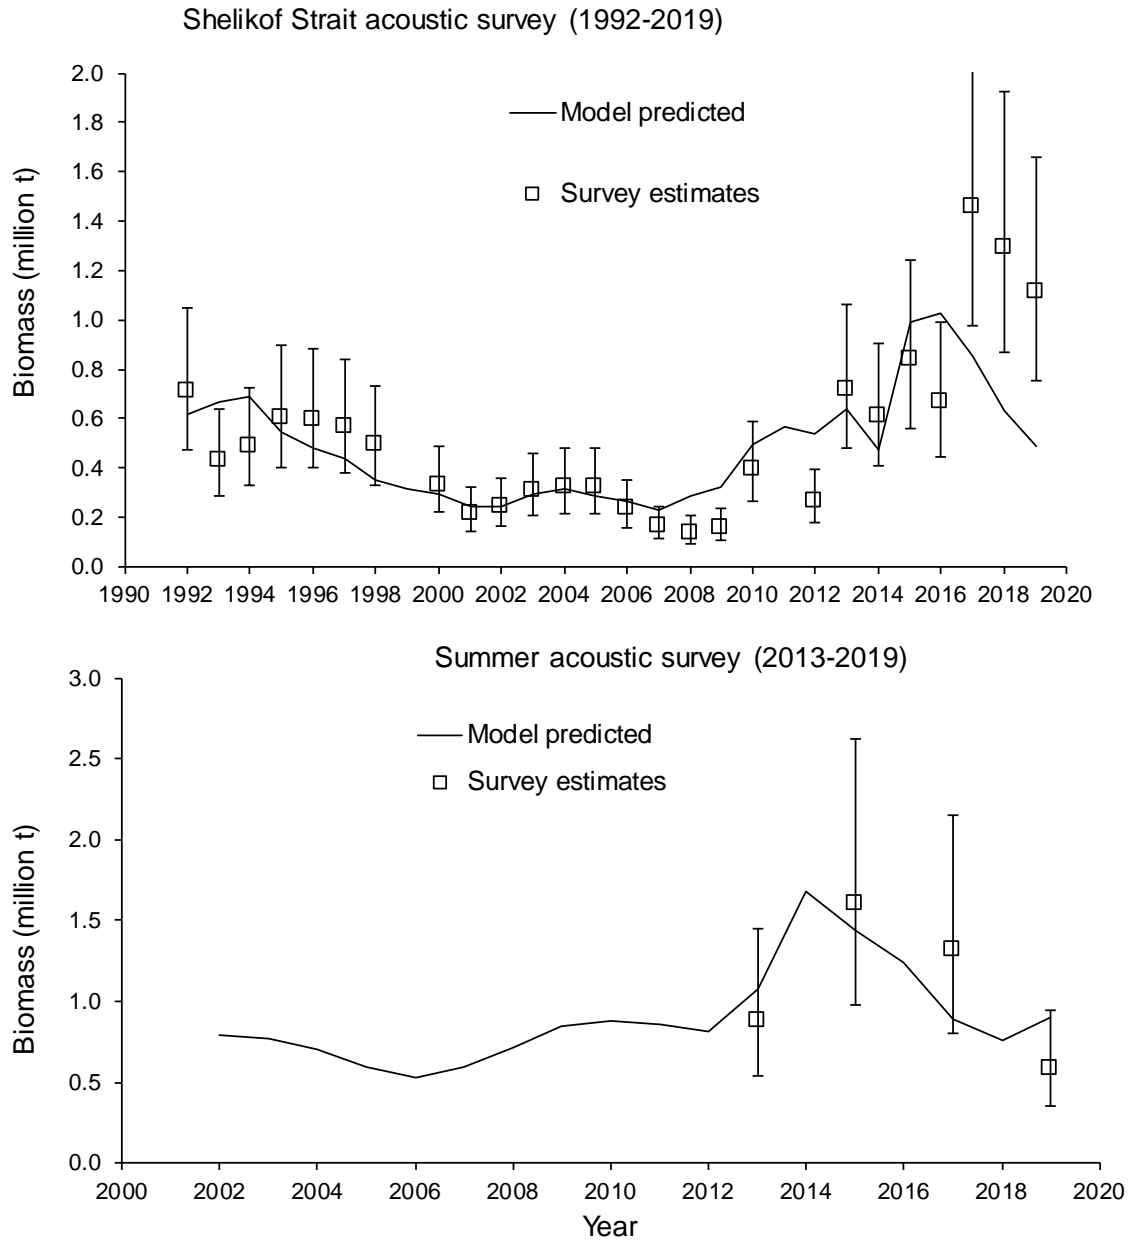 Shelikof Strait acoustic survey (1992-2019)
2.0
1.8
1.6
1.4
1.2
1.0
0.8
0.6
0.4
0.2
0.0
Biomass (million t)
Model predicted
Survey estimates
1990 1992 1994 1996 1998 2000 2002 2004 2006 2008 2010 2012 2014 2016 2018 2020
Summer acoustic survey (2013-2019)
3.0
2.5
2.0
1.5
1.0
0.5
0.0
Biomass (million t)
Model predicted
Survey estimates
2000 2002 2004 2006 2008 2010 2012 2014 2016 2018 2020
Year